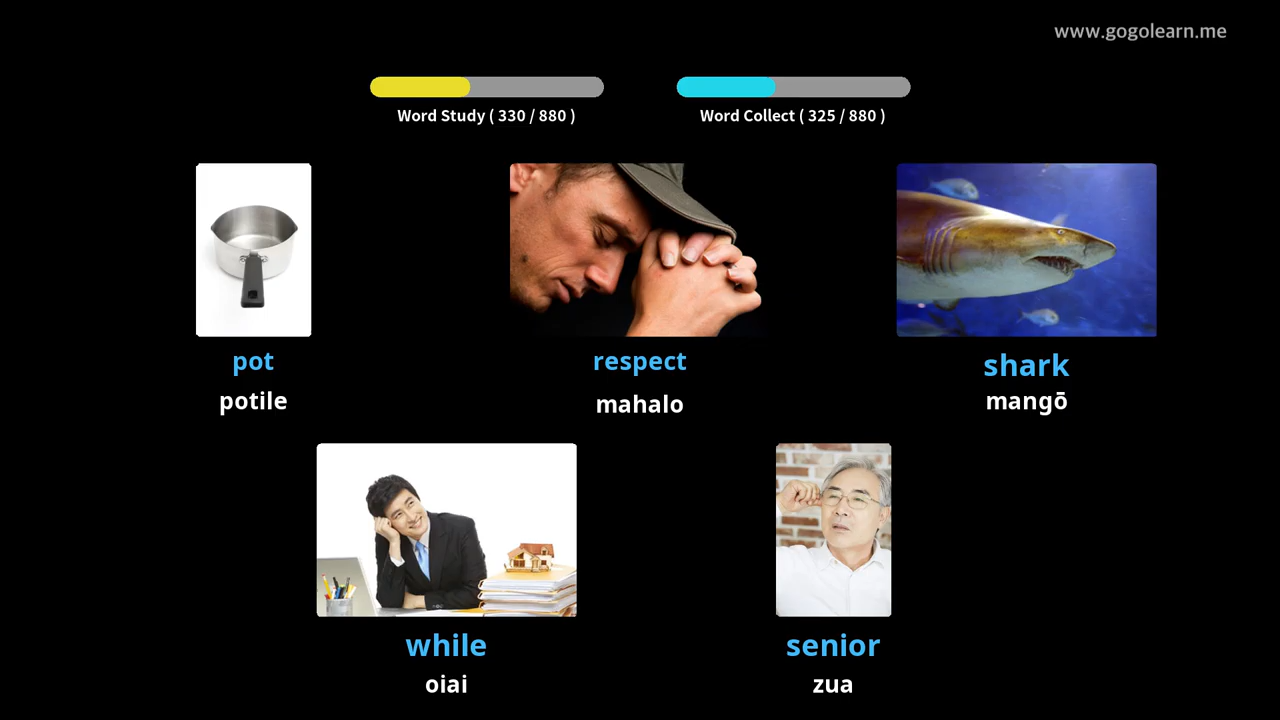 www.gogolearn.me
Word Study ( 330 / 880 )
Word Collect ( 325 / 880 )
pot
potile
respect
mahalo
shark
mangō
while
oiai
senior
zua